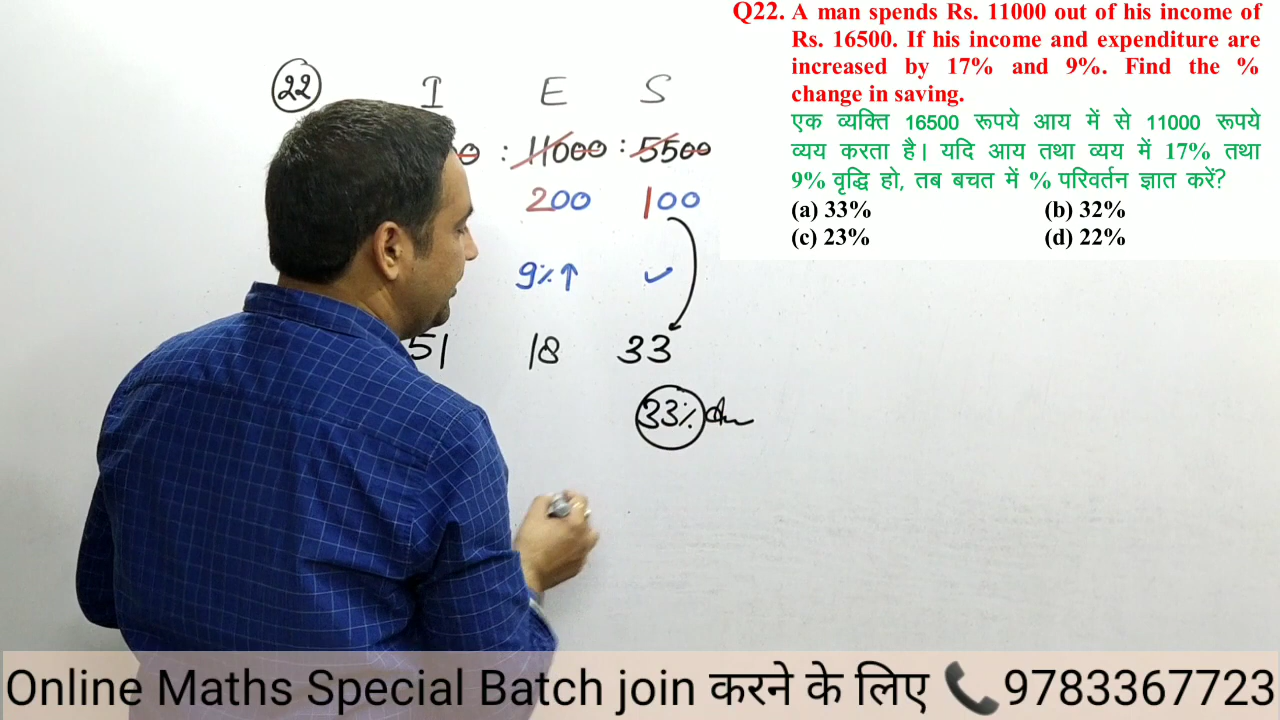 Q22. A man spends Rs. 11000 out of his income of
Rs. 16500. If his income and expenditure are
increased by 17% and 9%. Find the %
change in saving.
एक व्यक्ति 16500 रूपये आय में से 11000 रूपये
व्यय करता है। यदि आय तथा व्यय में 17% तथा
9% वृद्धि हो, तब बचत में % परिवर्तन ज्ञात करें?
(a) 33% (b) 32%
(c) 23% (d) 22%
22 I E S
0 : 11000 : 5500
200 100
9% ↑ ✓
51 18 33
33% Ans
Online Maths Special Batch join करने के लिए 📞9783367723